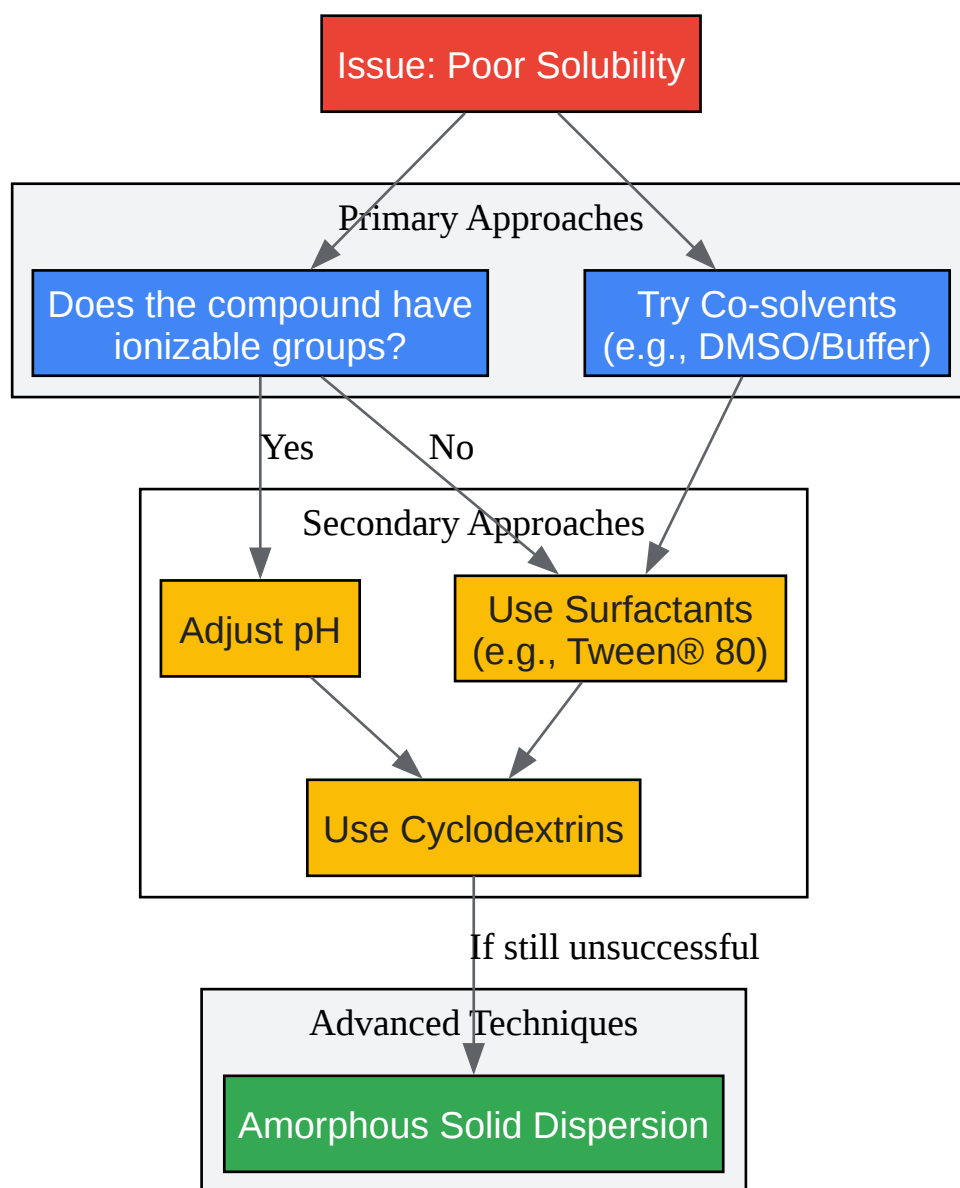 Issue: Poor Solubility
Primary Approaches
Does the compound have
ionizable groups?
Try Co-solvents
(e.g., DMSO/Buffer)
Yes
No
Secondary Approaches
Adjust pH
Use Surfactants
(e.g., Tween® 80)
Use Cyclodextrins
If still unsuccessful
Advanced Techniques
Amorphous Solid Dispersion